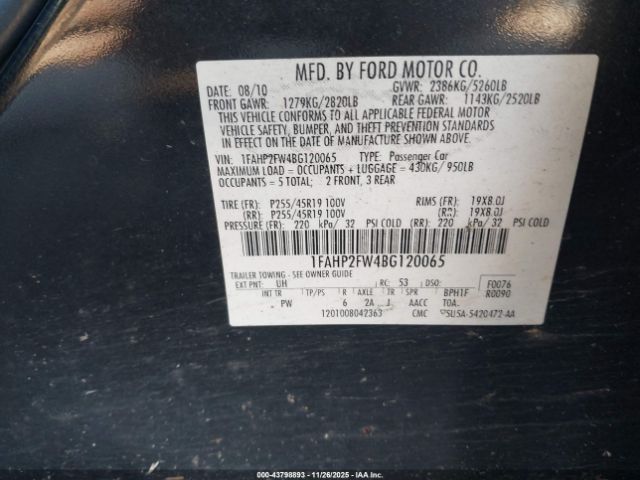 MFD. BY FORD MOTOR CO.
DATE: 08/10 GVWR: 2386KG/5260LB
FRONT GAWR: 1279KG/2820LB REAR GAWR: 1143KG/2520LB
THIS VEHICLE CONFORMS TO ALL APPLICABLE FEDERAL MOTOR
VEHICLE SAFETY, BUMPER, AND THEFT PREVENTION STANDARDS
IN EFFECT ON THE DATE OF MANUFACTURE SHOWN ABOVE.
VIN: 1FAHP2FW4BG120065 TYPE: Passenger Car
MAXIMUM LOAD = OCCUPANTS + LUGGAGE = 430KG/ 950LB
OCCUPANTS = 5 TOTAL; 2 FRONT, 3 REAR
TIRE (FR): P255/45R19 100V RIMS (FR): 19X8.0J
(RR): P255/45R19 100V (RR): 19X8.0J
PRESSURE (FR): 220 kPa/ 32 PSI COLD (RR): 220 kPa/ 32 PSI COLD
1FAHP2FW4BG120065
TRAILER TOWING - SEE OWNER GUIDE
EXT PNT: UH RC: 53 DSO: F0076
INT TR TP/PS R AXLE TR SPR BPH1F R0090
PW 6 2A J AACC TOA.
1201008042363 CMC 5U5A-5420472-AA
00-43798893 - 11/26/2025 - IAA Inc.